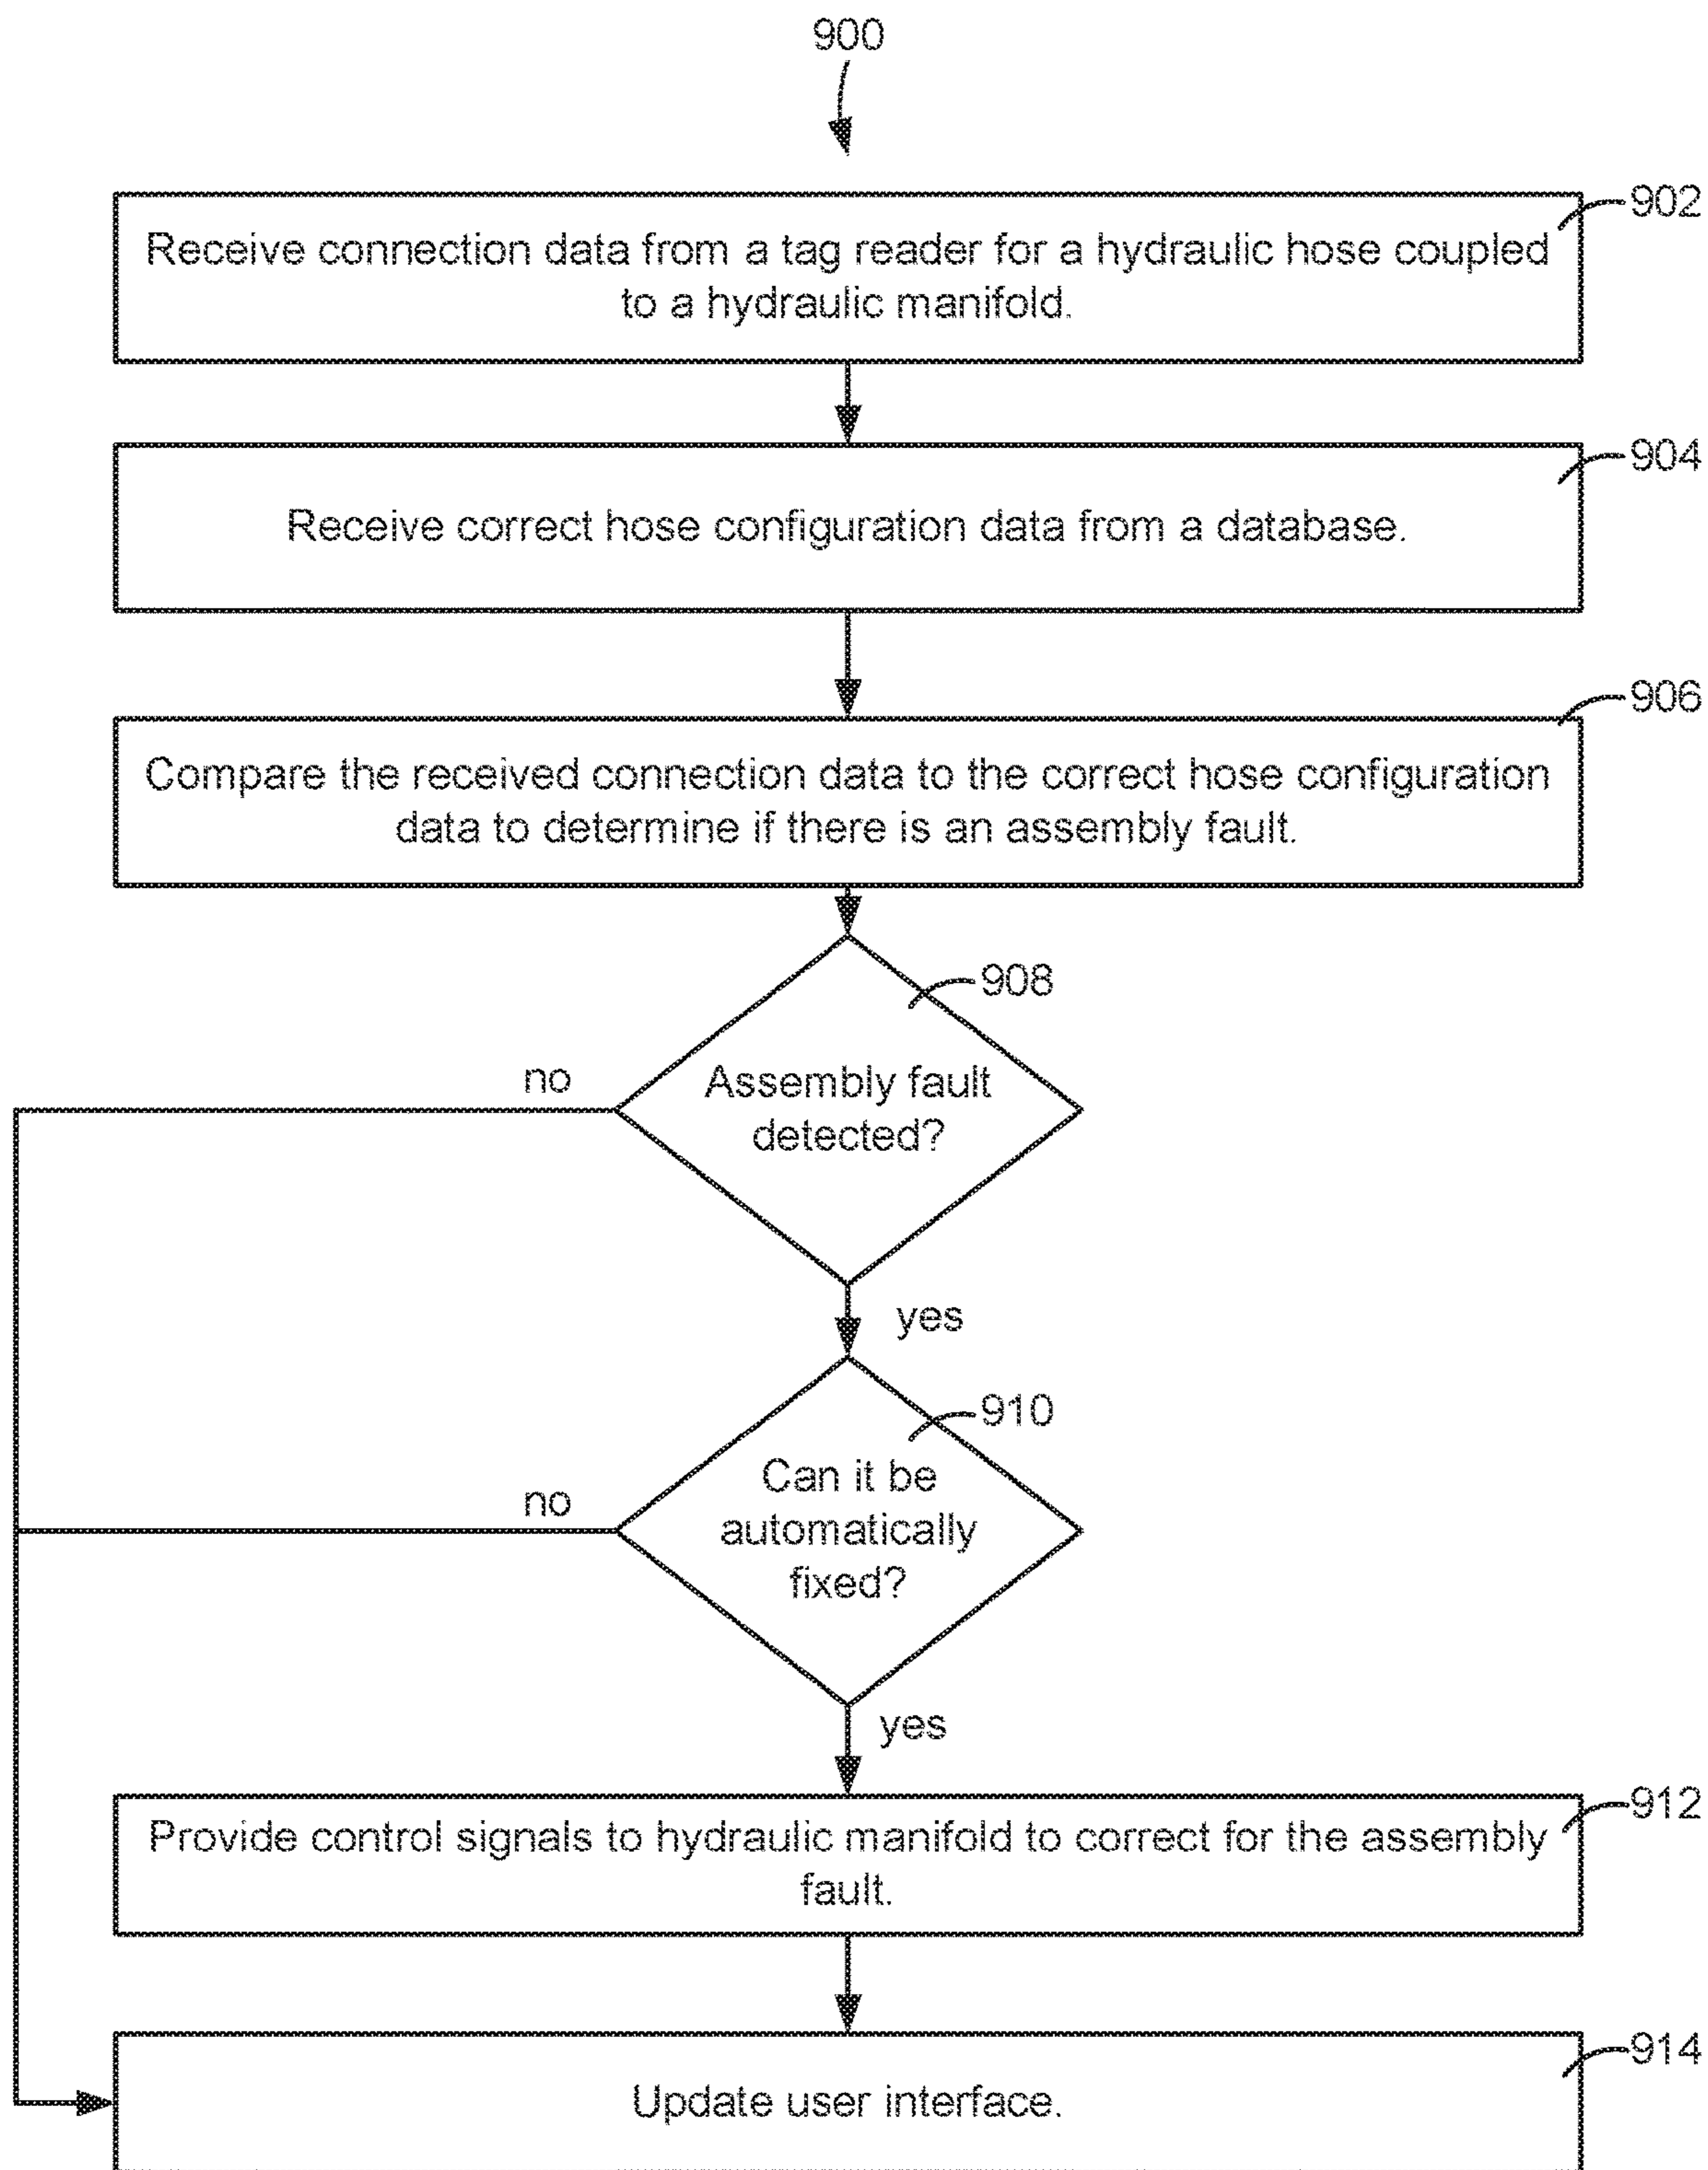 900
902
Receive connection data from a tag reader for a hydraulic hose coupled
to a hydraulic manifold.
904
Receive correct hose configuration data from a database.
906
Compare the received connection data to the correct hose configuration
data to determine if there is an assembly fault.
908
no
Assembly fault
detected?
yes
910
no
Can it be
automatically
fixed?
yes
912
Provide control signals to hydraulic manifold to correct for the assembly
fault.
914
Update user interface.